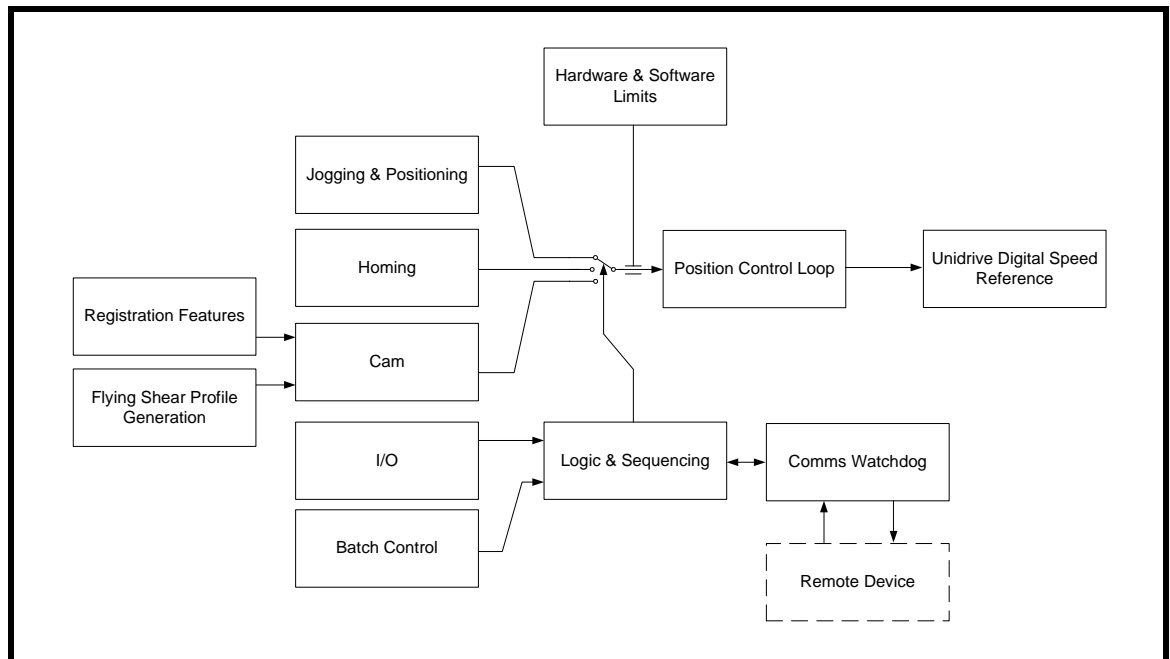 Hardware & Software
Limits
Jogging & Positioning
Homing
Position Control Loop
Unidrive Digital Speed
Reference
Registration Features
Cam
Flying Shear Profile
Generation
I/O
Logic & Sequencing
Comms Watchdog
Batch Control
Remote Device